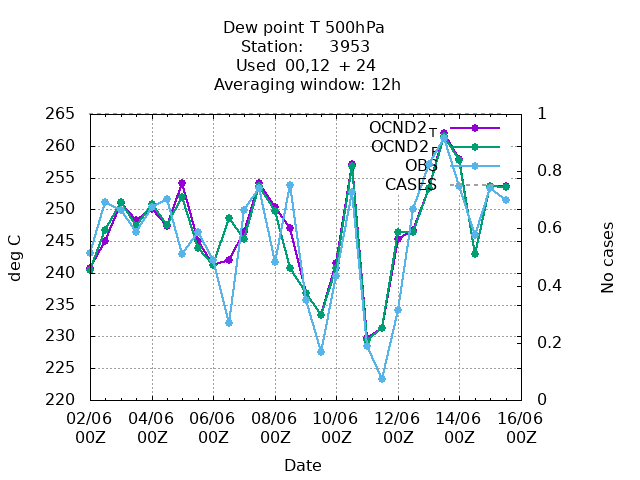 Dew point T 500hPa
Station: 3953
Used 00,12 + 24
Averaging window: 12h
265
260
255
250
245
240
235
230
225
220
1
0.8
0.6
0.4
0.2
0
deg C
No cases
OCND2_T
OCND2_F
OBS
CASES
02/06 04/06 06/06 08/06 10/06 12/06 14/06 16/06
00Z 00Z 00Z 00Z 00Z 00Z 00Z 00Z
Date